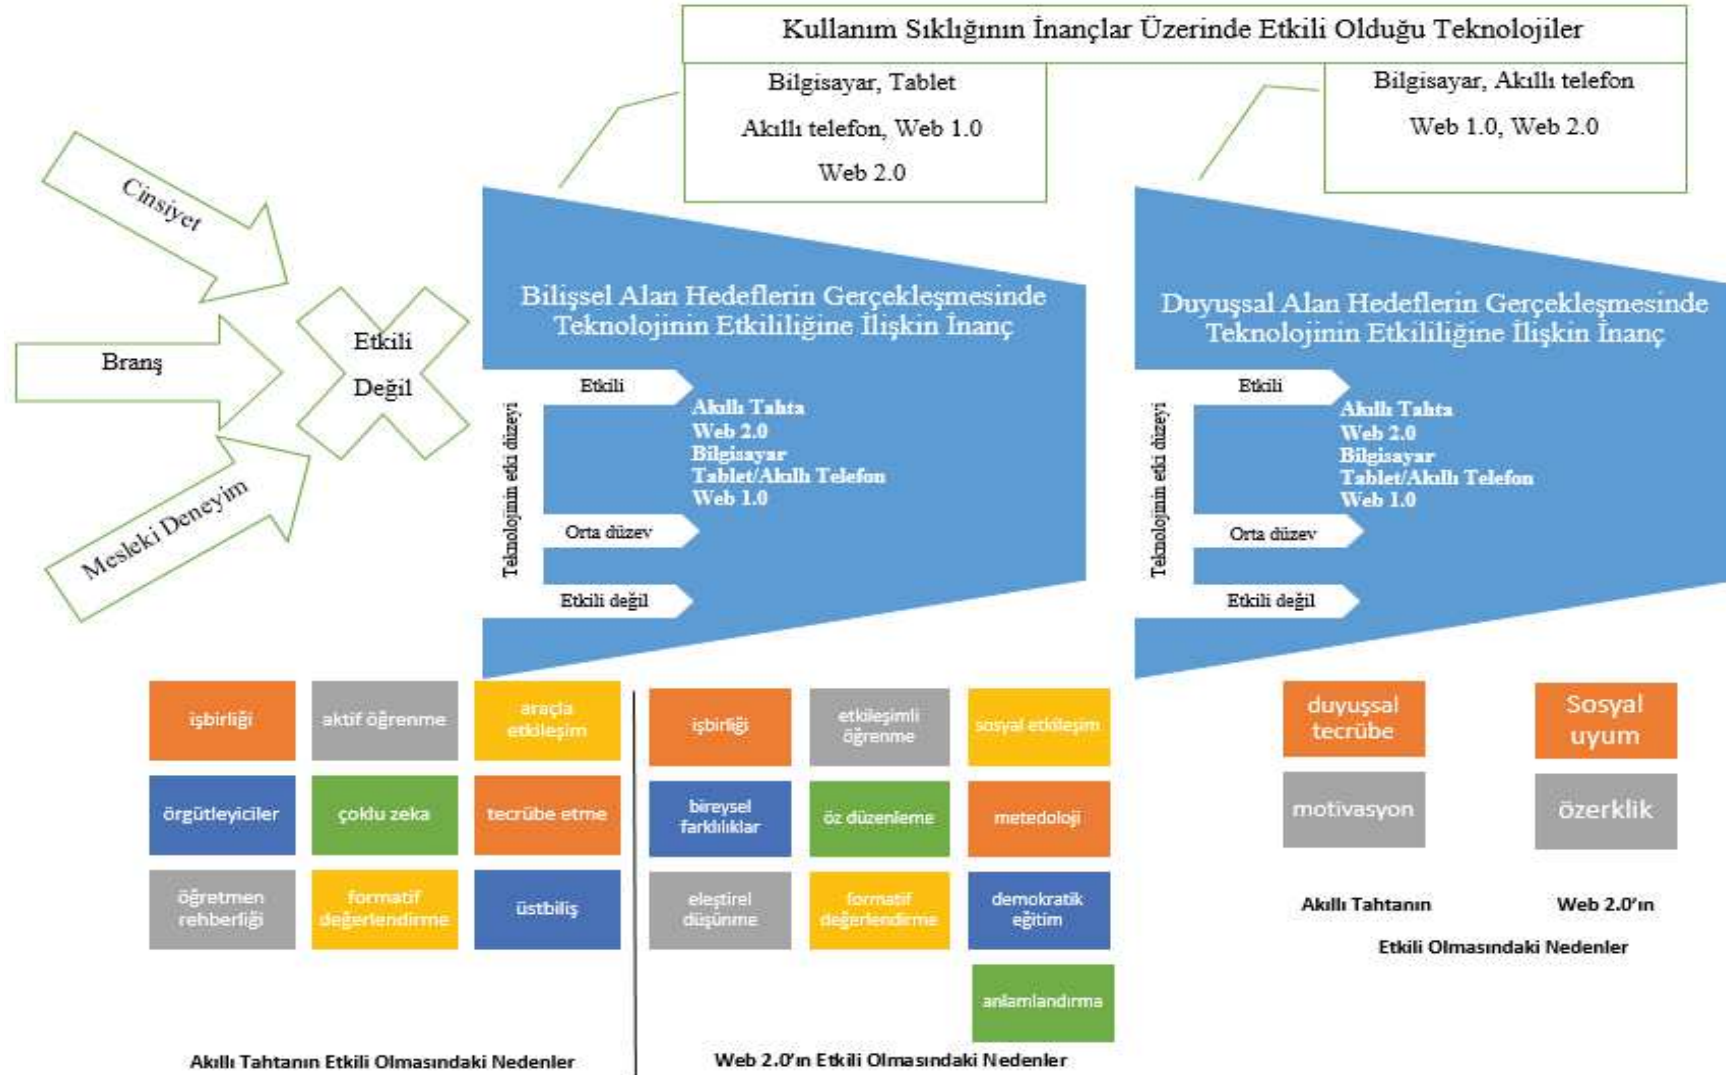 Kullanım Sıklığının İnançlar Üzerinde Etkili Olduğu Teknolojiler
Bilgisayar, Tablet
Akıllı telefon, Web 1.0
Web 2.0
Bilgisayar, Akıllı telefon
Web 1.0, Web 2.0
Cinsiyet
Branş
Mesleki Deneyim
Etkili
Değil
Bilişsel Alan Hedeflerin Gerçekleşmesinde
Teknolojinin Etkililiğine İlişkin İnanç
Teknolojinin etki düzeyi
Etkili
Akıllı Tahta
Web 2.0
Bilgisayar
Tablet/Akıllı Telefon
Web 1.0
Orta düzev
Etkili değil
Duyuşsal Alan Hedeflerin Gerçekleşmesinde
Teknolojinin Etkililiğine İlişkin İnanç
Teknolojinin etki düzeyi
Etkili
Akıllı Tahta
Web 2.0
Bilgisayar
Tablet/Akıllı Telefon
Web 1.0
Orta düzev
Etkili değil
işbirliği
aktif öğrenme
araçla
etkileşim
örgütleyiciler
çoklu zeka
tecrübe etme
öğretmen
rehberliği
formatif
değerlendirme
üstbiliş
Akıllı Tahtanın Etkili Olmasındaki Nedenler
işbirliği
etkileşimli
öğrenme
sosyal etkileşim
bireysel
farklılıklar
öz düzenleme
metedoloji
eleştirel
düşünme
formatif
değerlendirme
demokratik
eğitim
anlamlandırma
Web 2.0'ın Etkili Olmasındaki Nedenler
duyuşsal
tecrübe
Sosyal
uyum
motivasyon
özerklik
Akıllı Tahtanın
Web 2.0'ın
Etkili Olmasındaki Nedenler